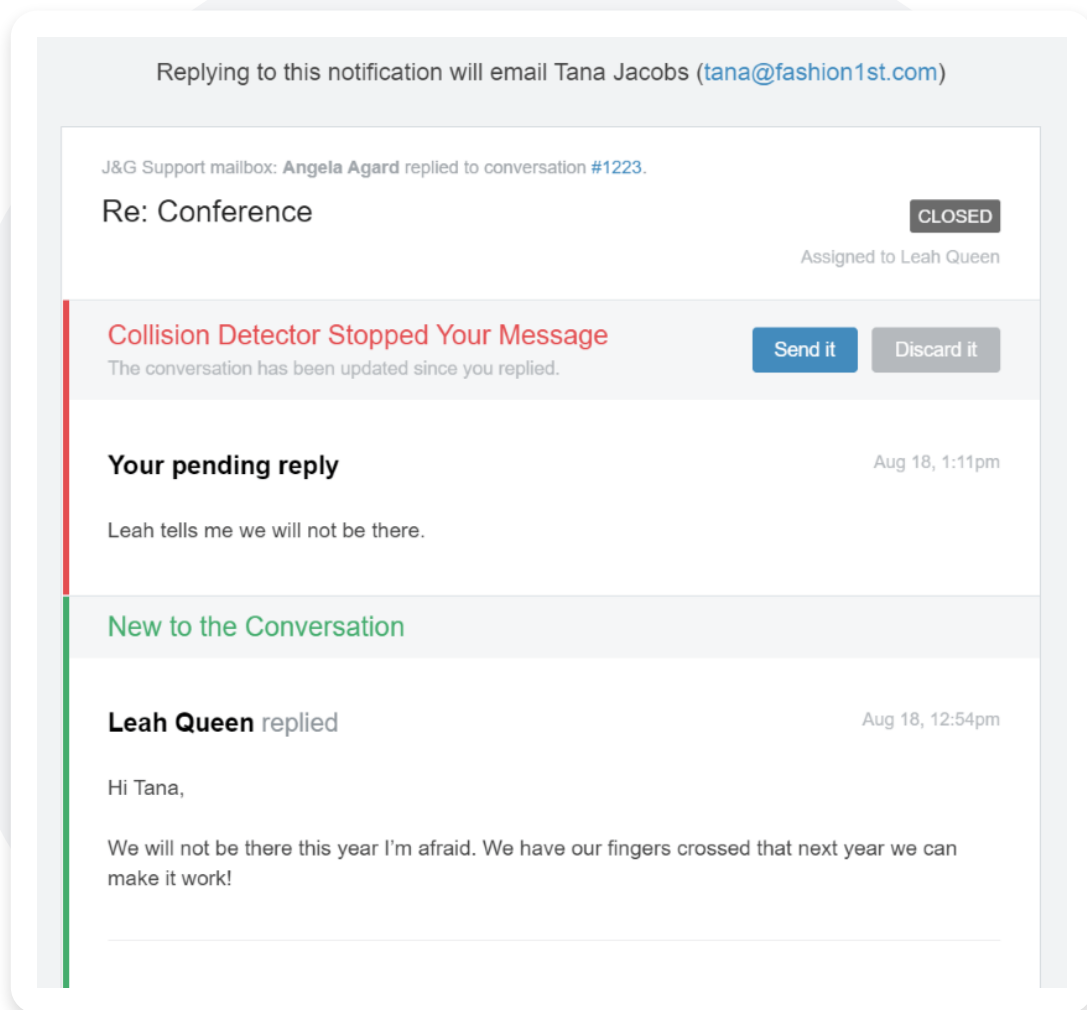 Replying to this notification will email Tana Jacobs (tana@fashion1st.com)
J&G Support mailbox: Angela Agard replied to conversation #1223.
Re: Conference
CLOSED
Assigned to Leah Queen
Collision Detector Stopped Your Message
The conversation has been updated since you replied.
Send it
Discard it
Your pending reply
Aug 18, 1:11pm
Leah tells me we will not be there.
New to the Conversation
Leah Queen replied
Aug 18, 12:54pm
Hi Tana,
We will not be there this year I'm afraid. We have our fingers crossed that next year we can
make it work!